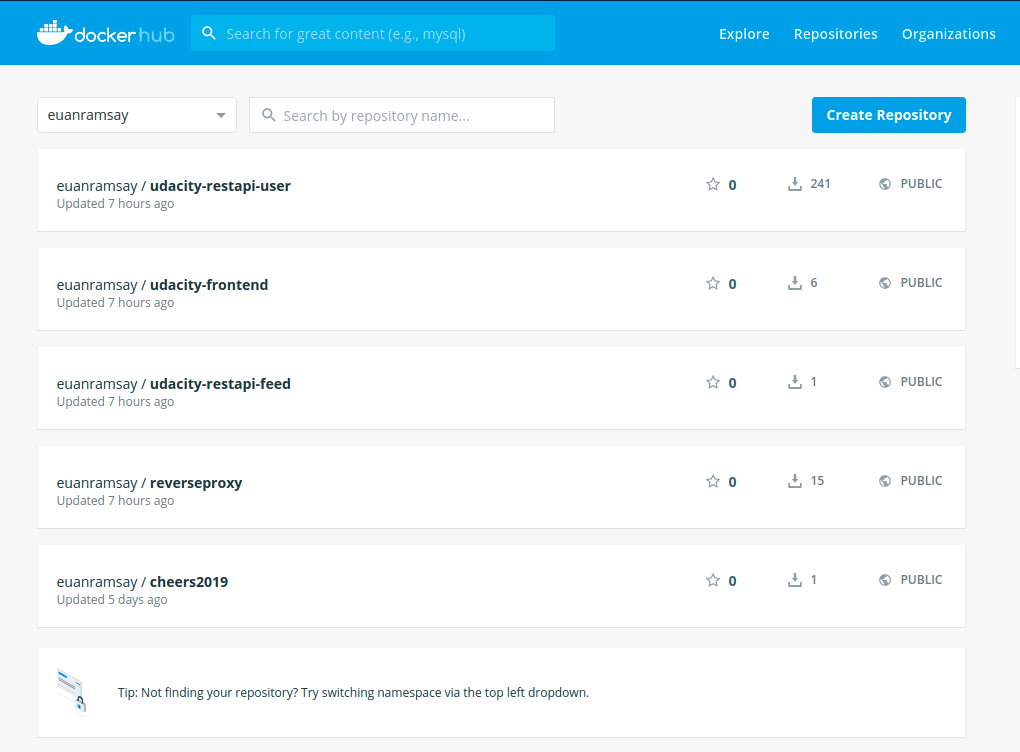 docker hub
Search for great content (e.g., mysql)
Explore
Repositories
Organizations
euanramsay
Search by repository name...
Create Repository
euanramsay / udacity-restapi-user
Updated 7 hours ago
0
241
PUBLIC
euanramsay / udacity-frontend
Updated 7 hours ago
0
6
PUBLIC
euanramsay / udacity-restapi-feed
Updated 7 hours ago
0
1
PUBLIC
euanramsay / reverseproxy
Updated 7 hours ago
0
15
PUBLIC
euanramsay / cheers2019
Updated 5 days ago
0
1
PUBLIC
Tip: Not finding your repository? Try switching namespace via the top left dropdown.